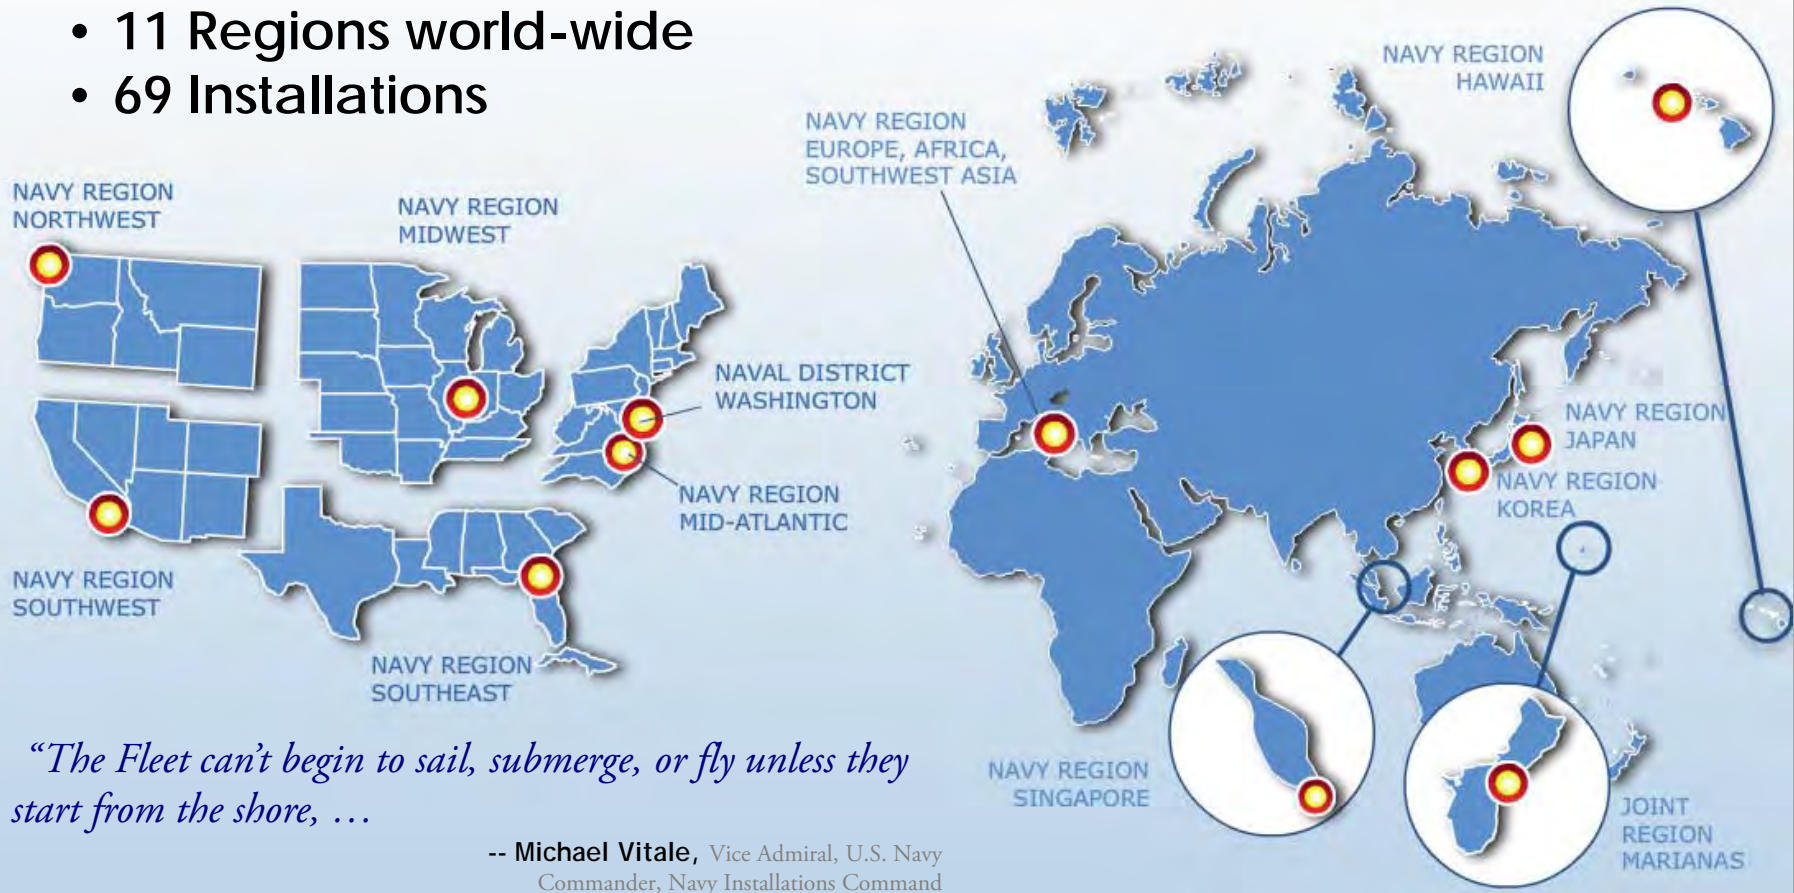 • 11 Regions world-wide
• 69 Installations
NAVY REGION
NORTHWEST
NAVY REGION
MIDWEST
NAVAL DISTRICT
WASHINGTON
NAVY REGION
MID-ATLANTIC
NAVY REGION
SOUTHWEST
NAVY REGION
SOUTHEAST
NAVY REGION
EUROPE, AFRICA,
SOUTHWEST ASIA
NAVY REGION
HAWAII
NAVY REGION
JAPAN
NAVY REGION
KOREA
NAVY REGION
SINGAPORE
JOINT
REGION
MARIANAS
“The Fleet can’t begin to sail, submerge, or fly unless they
start from the shore, …
-- Michael Vitale, Vice Admiral, U.S. Navy
Commander, Navy Installations Command